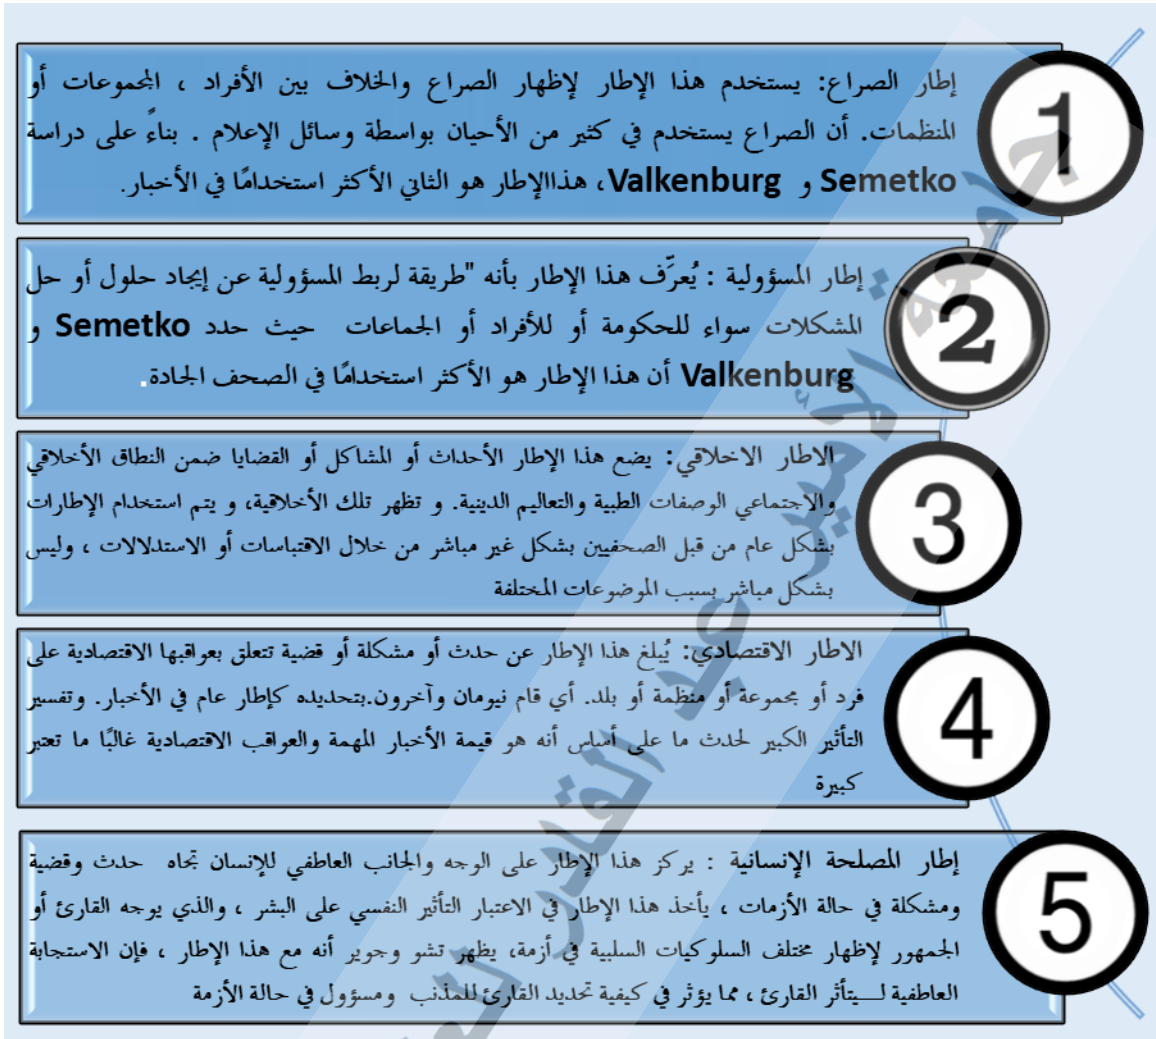 1
إطار الصراع: يستخدم هذا الإطار لإظهار الصراع والخلاف بين الأفراد ، المجموعات أو
المنظمات. أن الصراع يستخدم في كثير من الأحيان بواسطة وسائل الإعلام . بناءً على دراسة
Semetko و Valkenburg، هذاالإطار هو الثاني الأكثر استخدامًا في الأخبار.
2
إطار المسؤولية : يُعرَّف هذا الإطار بأنه "طريقة لربط المسؤولية عن إيجاد حلول أو حل
المشكلات سواء للحكومة أو للأفراد أو الجماعات حيث حدد Semetko و
Valkenburg أن هذا الإطار هو الأكثر استخدامًا في الصحف الجادة.
3
الاطار الاخلاقي: يضع هذا الإطار الأحداث أو المشاكل أو القضايا ضمن النطاق الأخلاقي
والاجتماعي الوصفات الطبية والتعاليم الدينية. و تظهر تلك الأخلاقية، و يتم استخدام الإطارات
بشكل عام من قبل الصحفيين بشكل غير مباشر من خلال الاقتباسات أو الاستدلالات ، وليس
بشكل مباشر بسبب الموضوعات المختلفة
4
الاطار الاقتصادي: يُبلغ هذا الإطار عن حدث أو مشكلة أو قضية تتعلق بعواقبها الاقتصادية على
فرد أو مجموعة أو منظمة أو بلد. أي قام نيومان وآخرون.بتحديده كإطار عام في الأخبار. وتفسير
التأثير الكبير لحدث ما على أساس أنه هو قيمة الأخبار المهمة والعواقب الاقتصادية غالبًا ما تعتبر
كبيرة
5
إطار المصلحة الإنسانية : يركز هذا الإطار على الوجه والجانب العاطفي للإنسان تجاه حدث وقضية
ومشكلة في حالة الأزمات ، يأخذ هذا الإطار في الاعتبار التأثير النفسي على البشر ، والذي يوجه القارئ أو
الجمهور لإظهار مختلف السلوكيات السلبية في أزمة، يظهر تشو وجوير أنه مع هذا الإطار ، فإن الاستجابة
العاطفية لـــيتأثر القارئ ، مما يؤثر في كيفية تحديد القارئ للمذنب ومسؤول في حالة الأزمة
جامعة الأمير عبد القادر